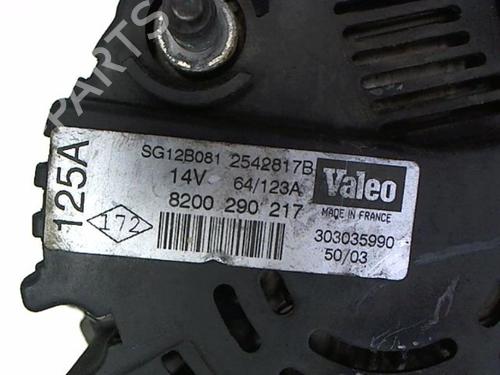 125A
SG12B081 2542817B
14V 64/123A
8200 290 217
172
Valeo
MADE IN FRANCE
303035990
50/03
PARTS